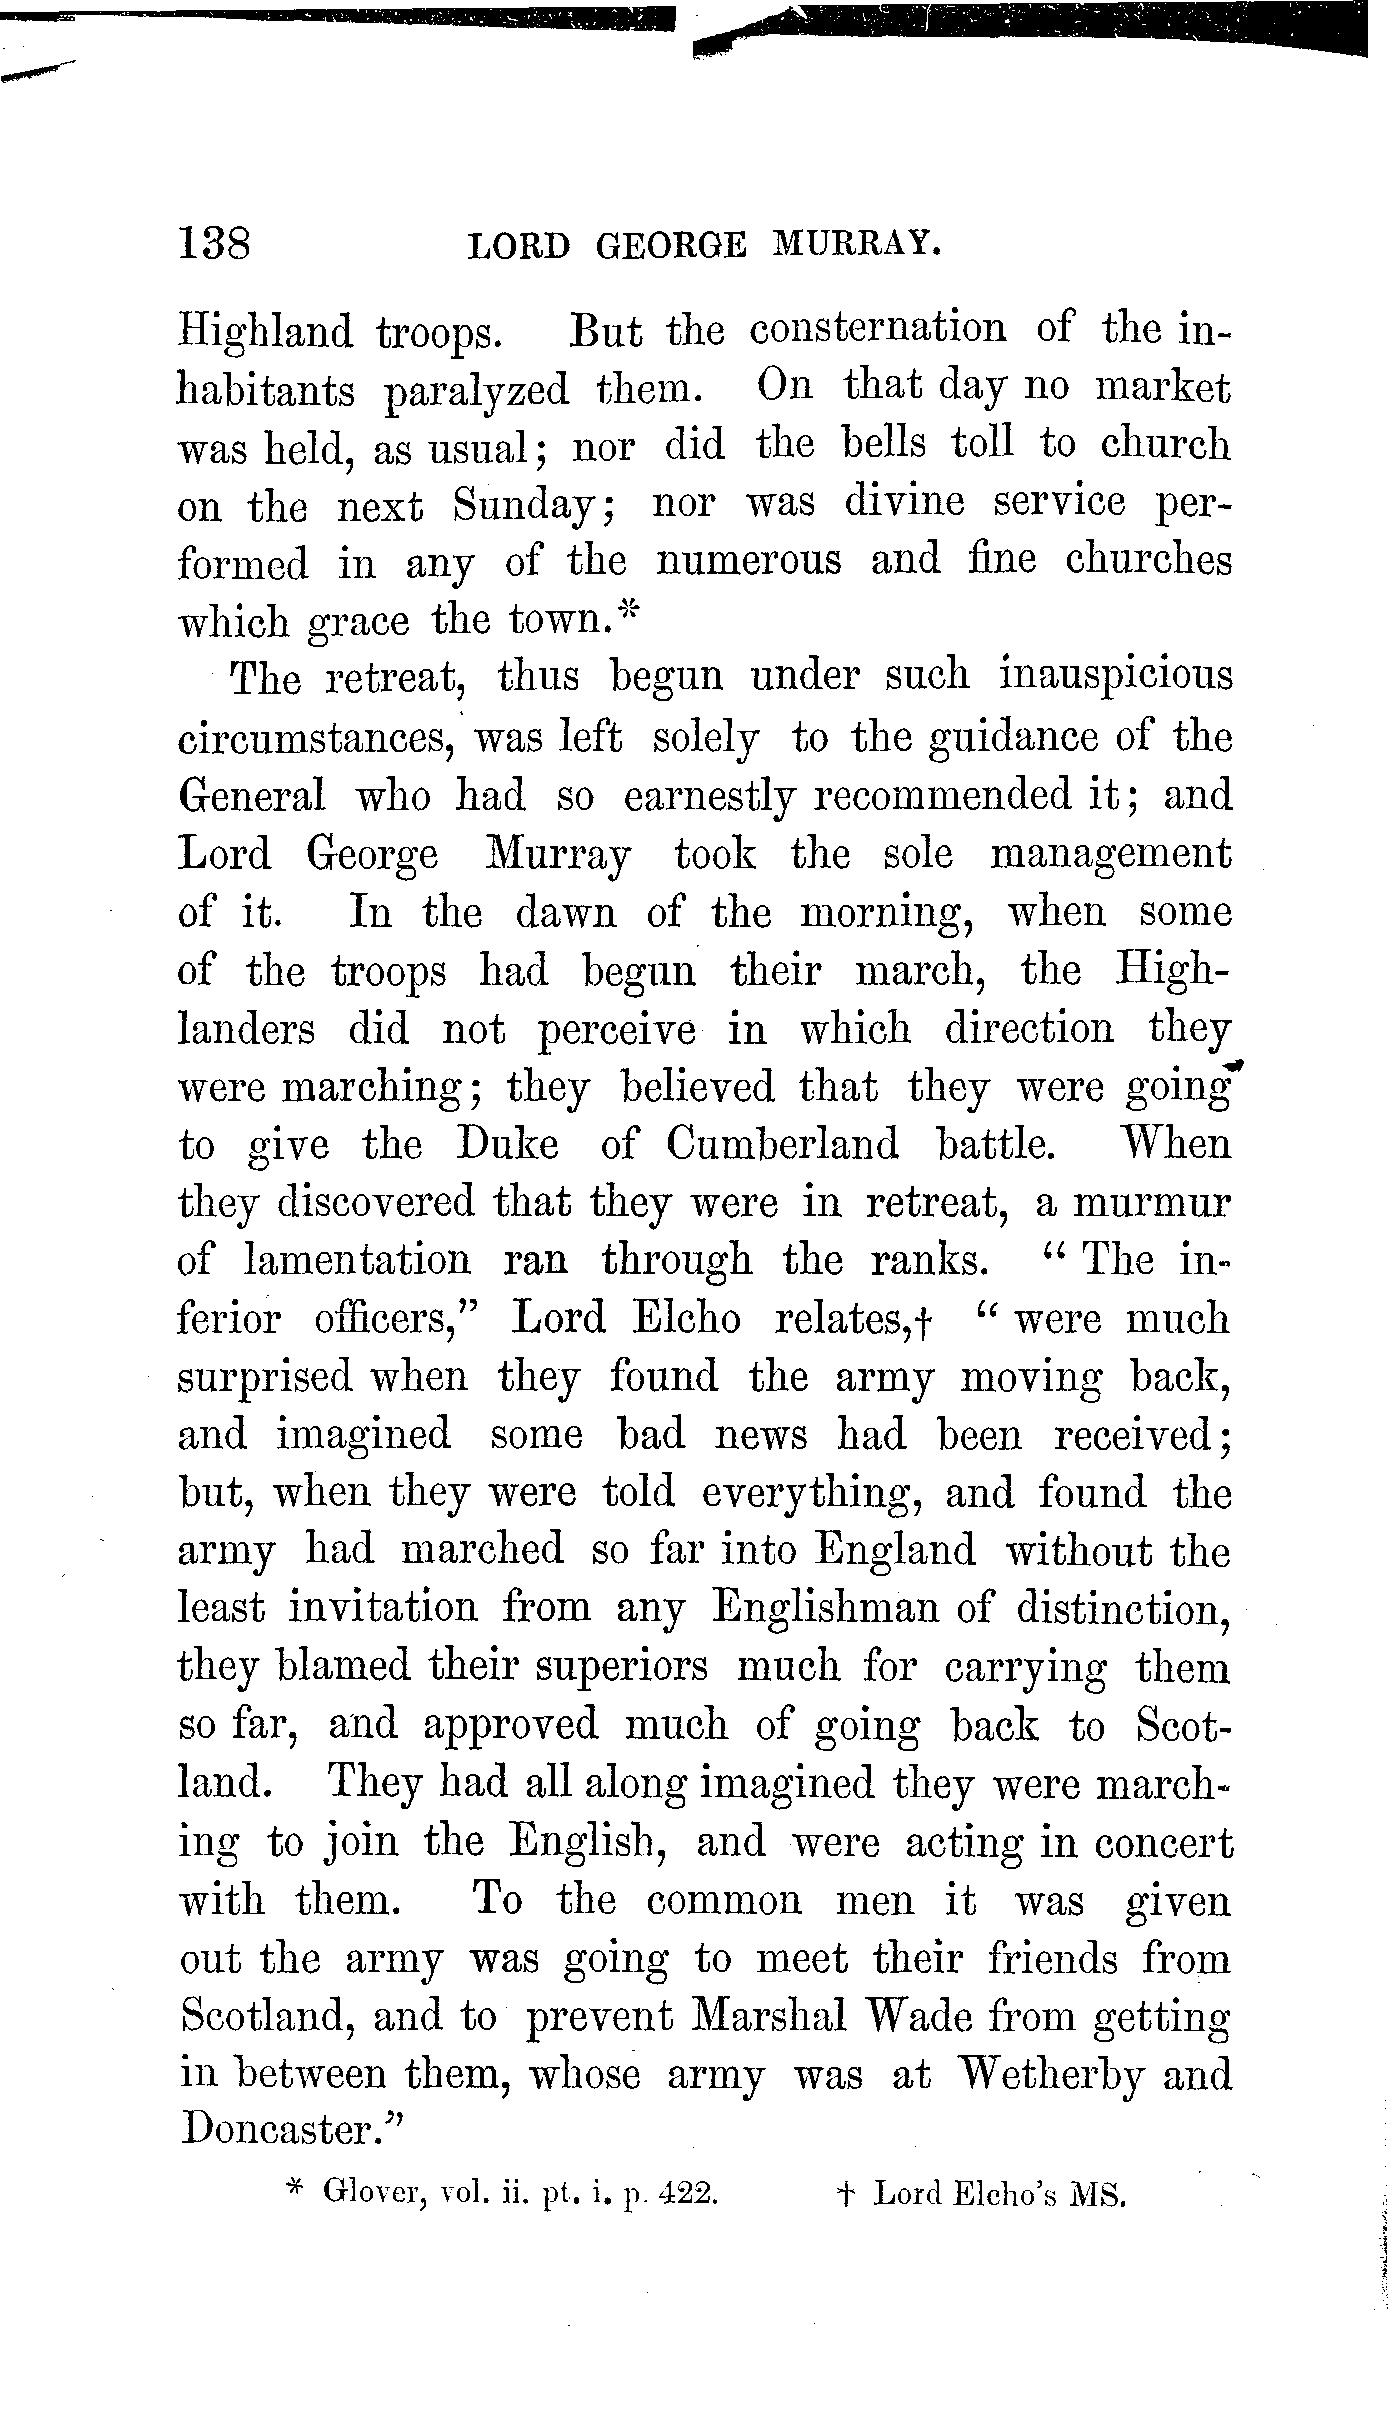 138 LORD GEORGE MURRAY.
Highland troops. But the consternation of the in-
habitants paralyzed them. On that day no market
was held, as usual; nor did the bells toll to church
on the next Sunday; nor was divine service per-
formed in any of the numerous and fine churches
which grace the town.*
The retreat, thus begun under such inauspicious
circumstances, was left solely to the guidance of the
General who had so earnestly recommended it; and
Lord George Murray took the sole management
of it. In the dawn of the morning, when some
of the troops had begun their march, the High-
landers did not perceive in which direction they
were marching; they believed that they were going
to give the Duke of Cumberland battle. When
they discovered that they were in retreat, a murmur
of lamentation ran through the ranks. “ The in-
ferior officers,” Lord Elcho relates,† “ were much
surprised when they found the army moving back,
and imagined some bad news had been received;
but, when they were told everything, and found the
army had marched so far into England without the
least invitation from any Englishman of distinction,
they blamed their superiors much for carrying them
so far, and approved much of going back to Scot-
land. They had all along imagined they were march-
ing to join the English, and were acting in concert
with them. To the common men it was given
out the army was going to meet their friends from
Scotland, and to prevent Marshal Wade from getting
in between them, whose army was at Wetherby and
Doncaster.”
* Glover, vol. ii. pt. i. p. 422. † Lord Elcho's MS.